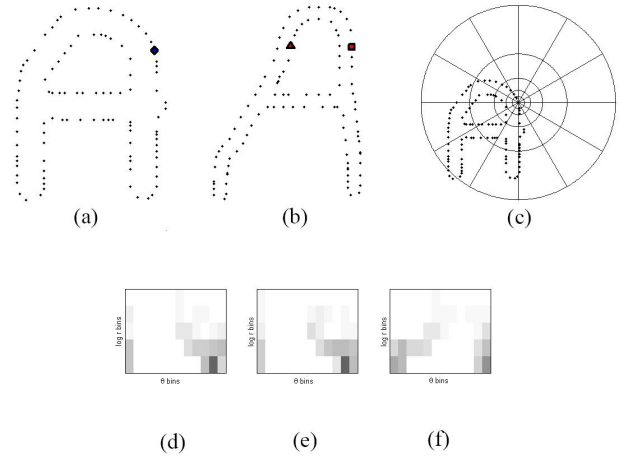 (a)
(b)
(c)
log r bins
θ bins
log r bins
θ bins
log r bins
θ bins
(d)
(e)
(f)